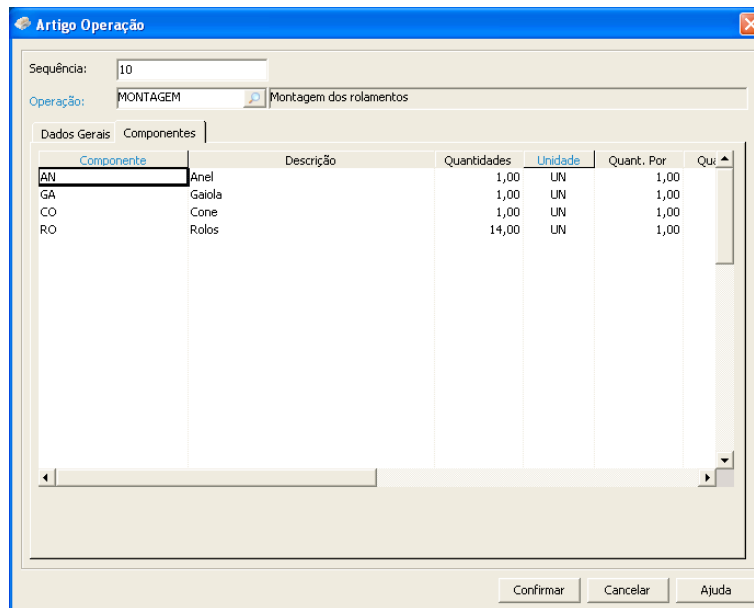 Artigo Operação
Sequência: 10
Operação: MONTAGEM Montagem dos rolamentos
Dados Gerais Componentes
Componente Descrição Quantidades Unidade Quant. Por
AN Anel 1,00 UN 1,00
GA Gaiola 1,00 UN 1,00
CO Cone 1,00 UN 1,00
RO Rolos 14,00 UN 1,00
Confirmar Cancelar Ajuda